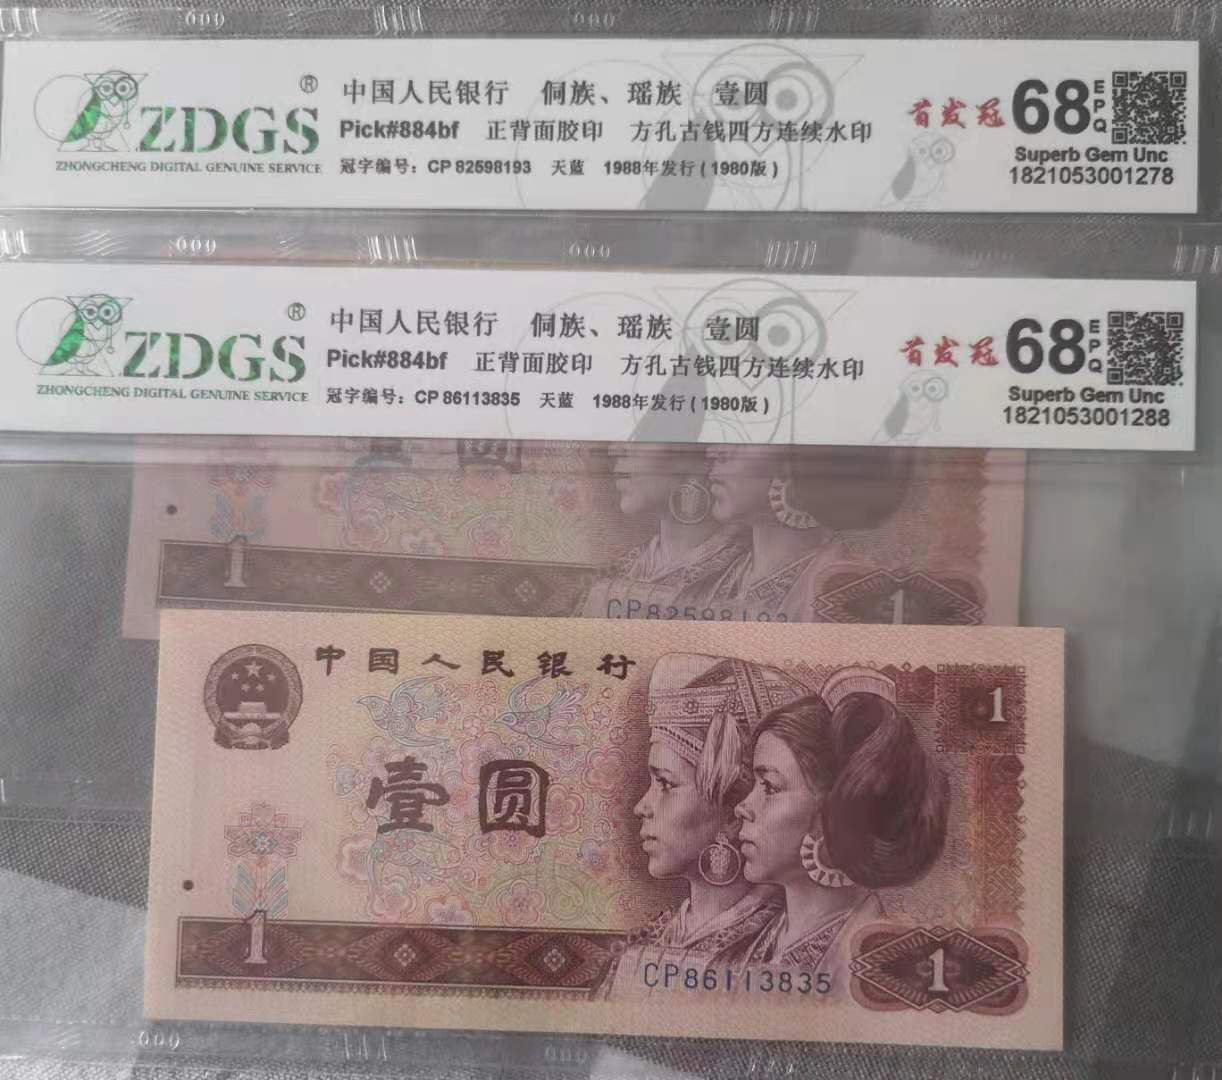 ZDGS®
ZHONGCHENG DIGITAL GENUINE SERVICE
中国人民银行 侗族、瑶族 壹圆
Pick#884bf 正背面胶印 方孔古钱四方连续水印
冠字编号：CP 82598193 天蓝 1988年发行(1980版)
首发冠
68 EPQ
Superb Gem Unc
1821053001278
ZDGS®
ZHONGCHENG DIGITAL GENUINE SERVICE
中国人民银行 侗族、瑶族 壹圆
Pick#884bf 正背面胶印 方孔古钱四方连续水印
冠字编号：CP 86113835 天蓝 1988年发行(1980版)
首发冠
68 EPQ
Superb Gem Unc
1821053001288
1
CP82598193
1
中国人民银行
1
壹圆
1
CP86113835
1